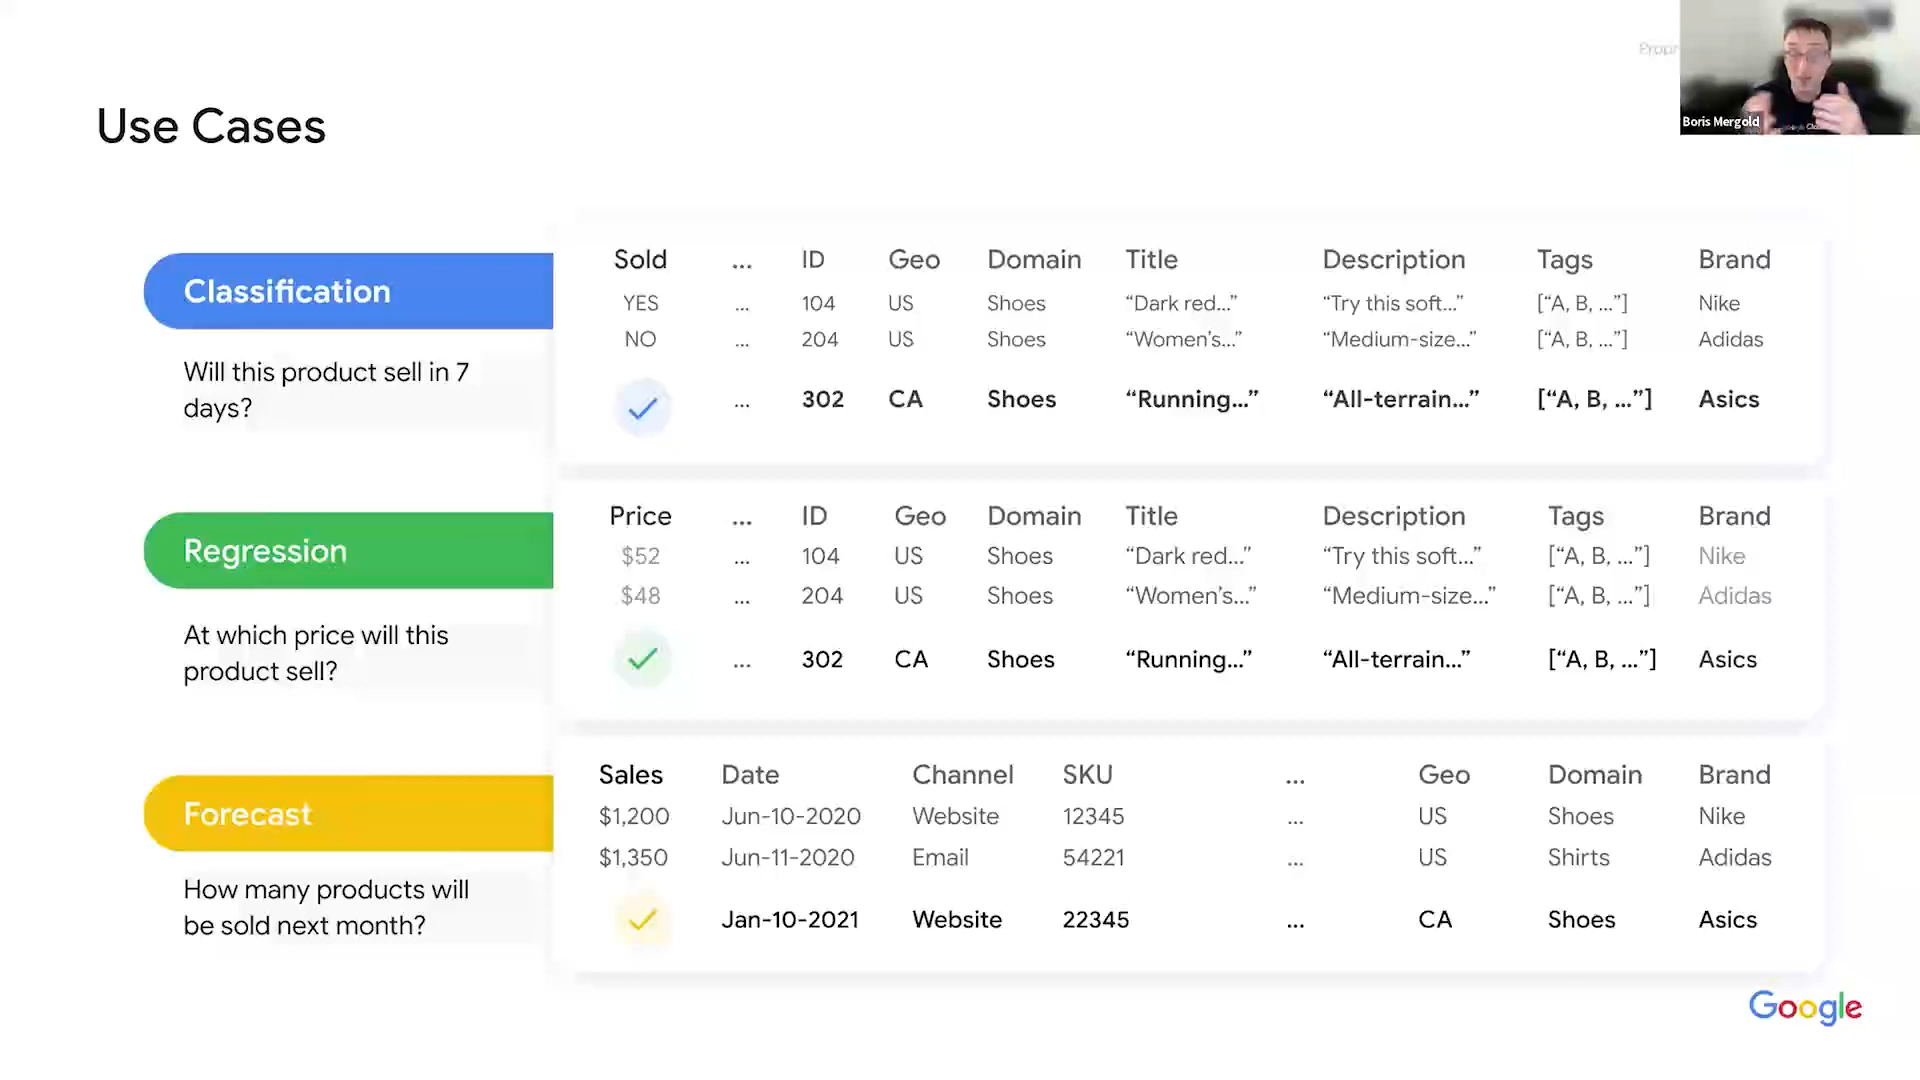 Propr
Boris Mergold
Use Cases
Classification
Will this product sell in 7
days?
Sold ... ID Geo Domain Title Description Tags Brand
YES ... 104 US Shoes “Dark red...” “Try this soft...” [“A, B, ...”] Nike
NO ... 204 US Shoes “Women’s...” “Medium-size...” [“A, B, ...”] Adidas
... 302 CA Shoes “Running...” “All-terrain...” [“A, B, ...”] Asics
Regression
At which price will this
product sell?
Price ... ID Geo Domain Title Description Tags Brand
$52 ... 104 US Shoes “Dark red...” “Try this soft...” [“A, B, ...”] Nike
$48 ... 204 US Shoes “Women’s...” “Medium-size...” [“A, B, ...”] Adidas
... 302 CA Shoes “Running...” “All-terrain...” [“A, B, ...”] Asics
Forecast
How many products will
be sold next month?
Sales Date Channel SKU ... Geo Domain Brand
$1,200 Jun-10-2020 Website 12345 ... US Shoes Nike
$1,350 Jun-11-2020 Email 54221 ... US Shirts Adidas
Jan-10-2021 Website 22345 ... CA Shoes Asics
Google